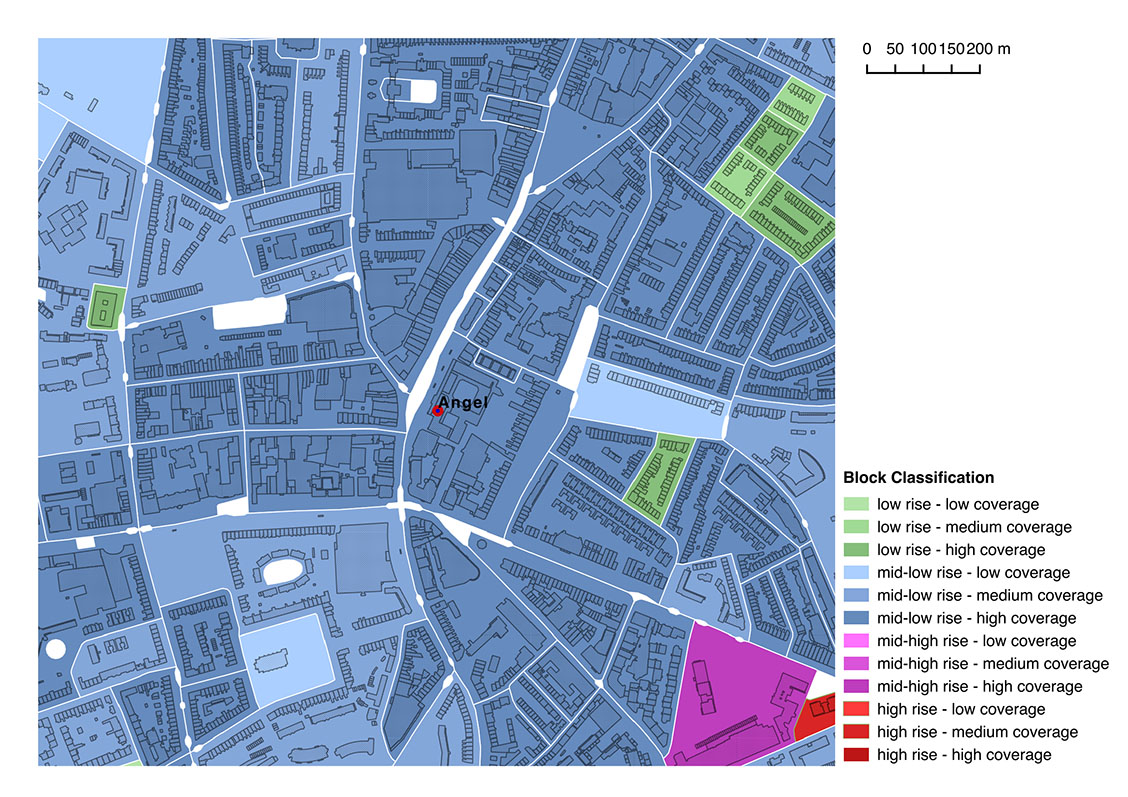 0 50 100 150 200 m
Angel
Block Classification
low rise - low coverage
low rise - medium coverage
low rise - high coverage
mid-low rise - low coverage
mid-low rise - medium coverage
mid-low rise - high coverage
mid-high rise - low coverage
mid-high rise - medium coverage
mid-high rise - high coverage
high rise - low coverage
high rise - medium coverage
high rise - high coverage